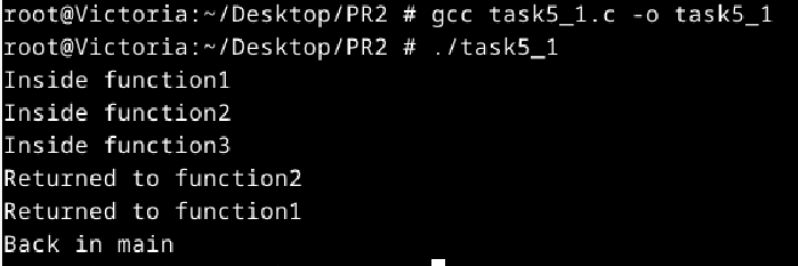 root@Victoria:~/Desktop/PR2 # gcc task5_1.c -o task5_1
root@Victoria:~/Desktop/PR2 # ./task5_1
Inside function1
Inside function2
Inside function3
Returned to function2
Returned to function1
Back in main